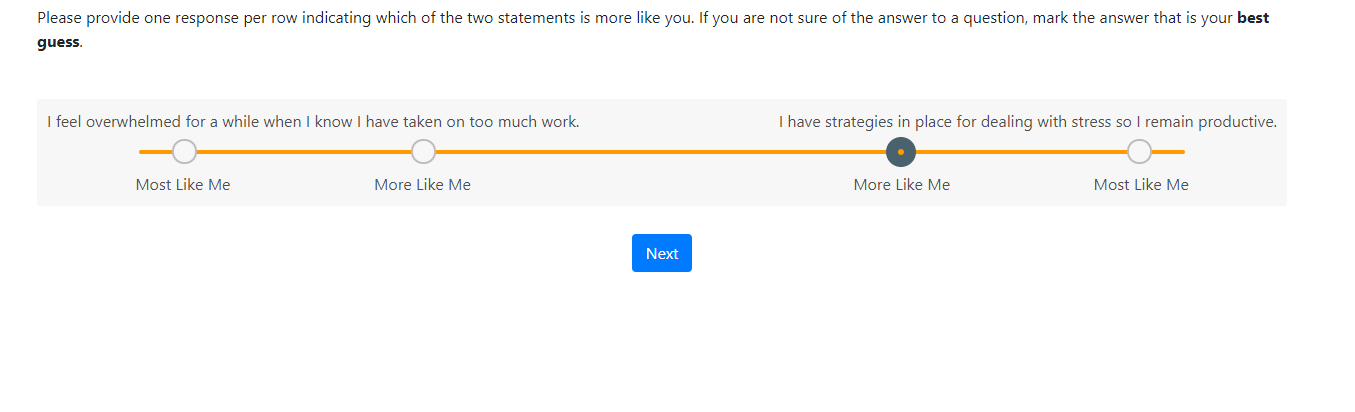 Please provide one response per row indicating which of the two statements is more like you. If you are not sure of the answer to a question, mark the answer that is your best
guess.
I feel overwhelmed for a while when I know I have taken on too much work.
I have strategies in place for dealing with stress so I remain productive.
Most Like Me
More Like Me
More Like Me
Most Like Me
Next